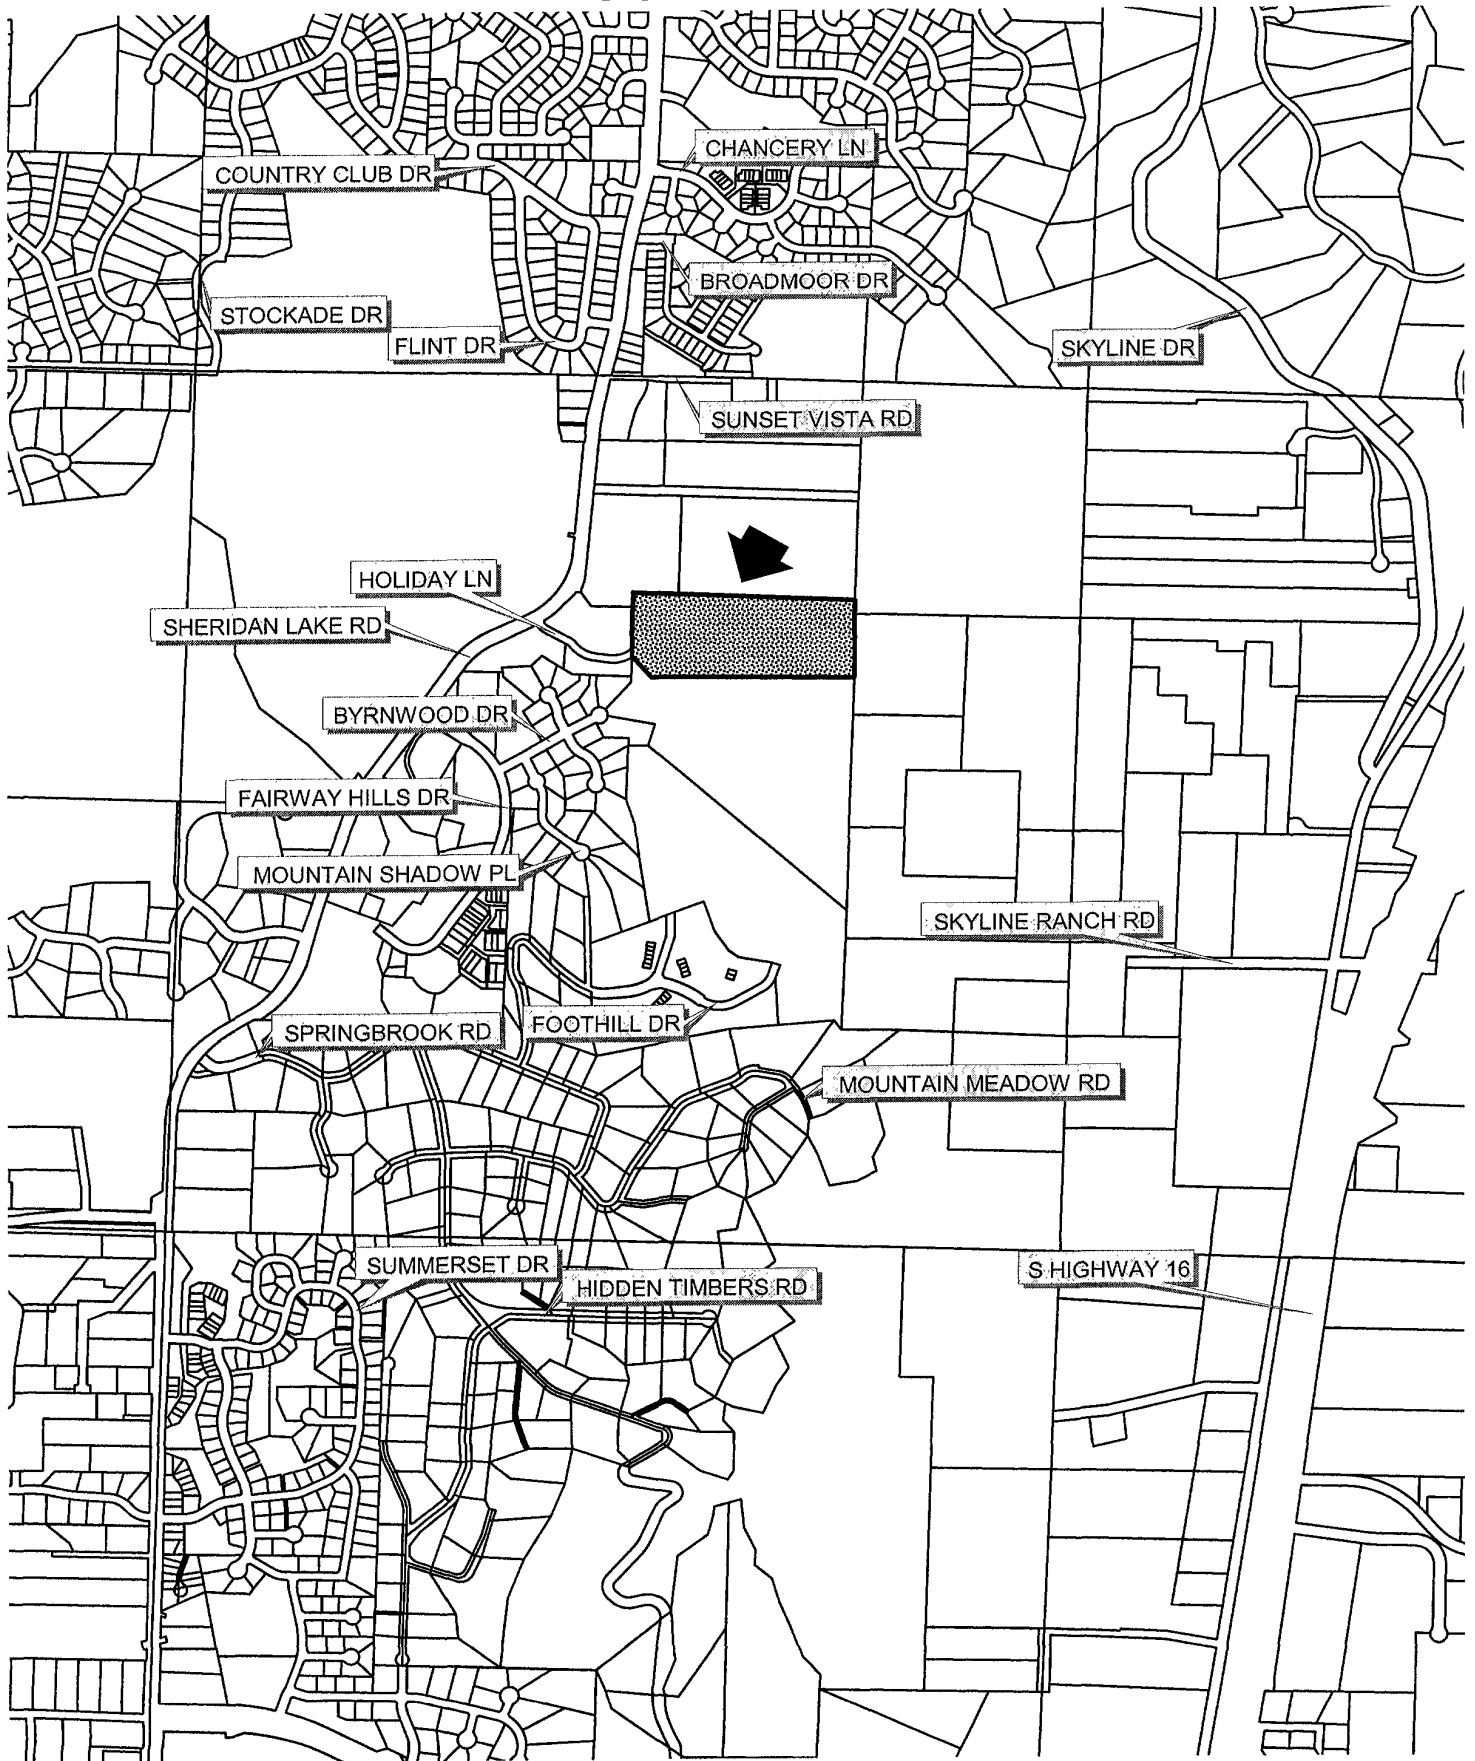 CHANCERY LN
COUNTRY CLUB DR
BROADMOOR DR
STOCKADE DR
FLINT DR
SKYLINE DR
SUNSET VISTA RD
HOLIDAY LN
SHERIDAN LAKE RD
BYRNWOOD DR
FAIRWAY HILLS DR
MOUNTAIN SHADOW PL
SKYLINE RANCH RD
SPRINGBROOK RD
FOOTHILL DR
MOUNTAIN MEADOW RD
SUMMERSET DR
S HIGHWAY 16
HIDDEN TIMBERS RD